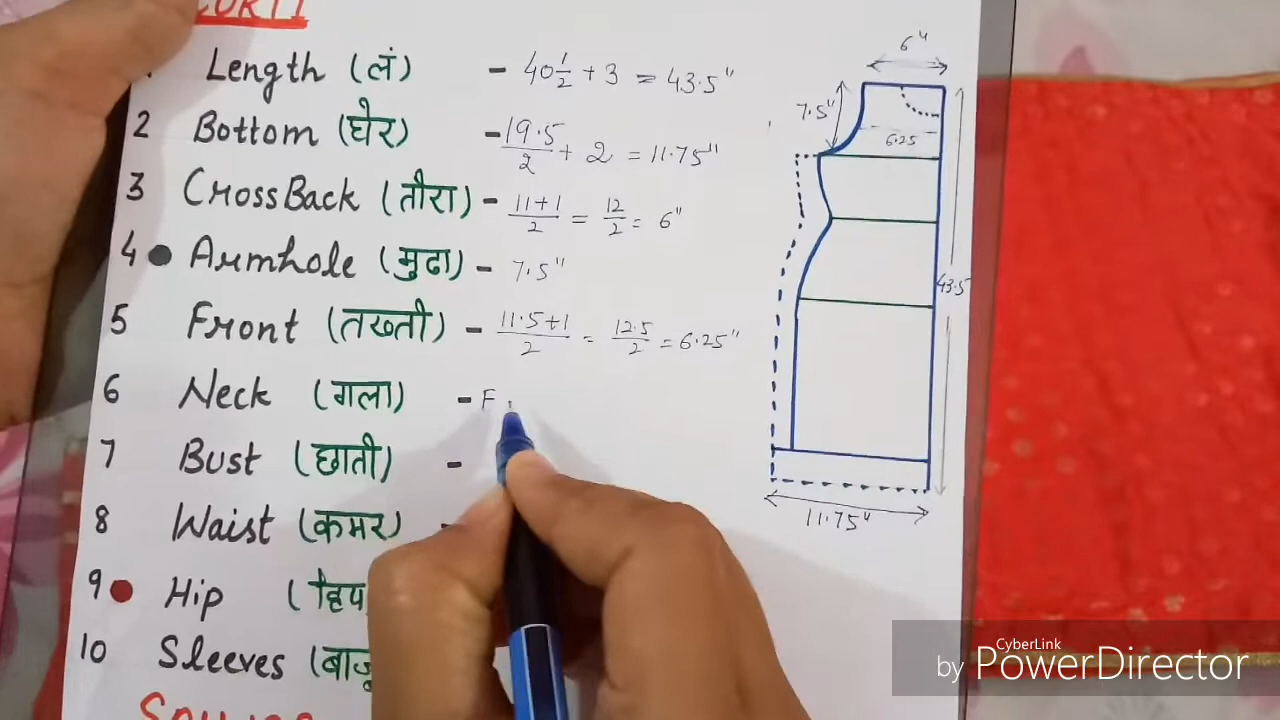 Length (लं) - 40 1/2 + 3 = 43.5"
2 Bottom (घेर) - 19.5/2 + 2 = 11.75"
3 CrossBack (तीरा) - 11+1/2 = 12/2 = 6"
4 Armhole (मुढा) - 7.5"
5 Front (तख्ती) - 11.5+1/2 = 12.5/2 = 6.25"
6 Neck (गला) - F
7 Bust (छाती) -
8 Waist (कमर) -
9 Hip (हिप
10 Sleeves (बाजू
6"
7.5"
6.25
43.5
11.75"
CyberLink
by PowerDirector